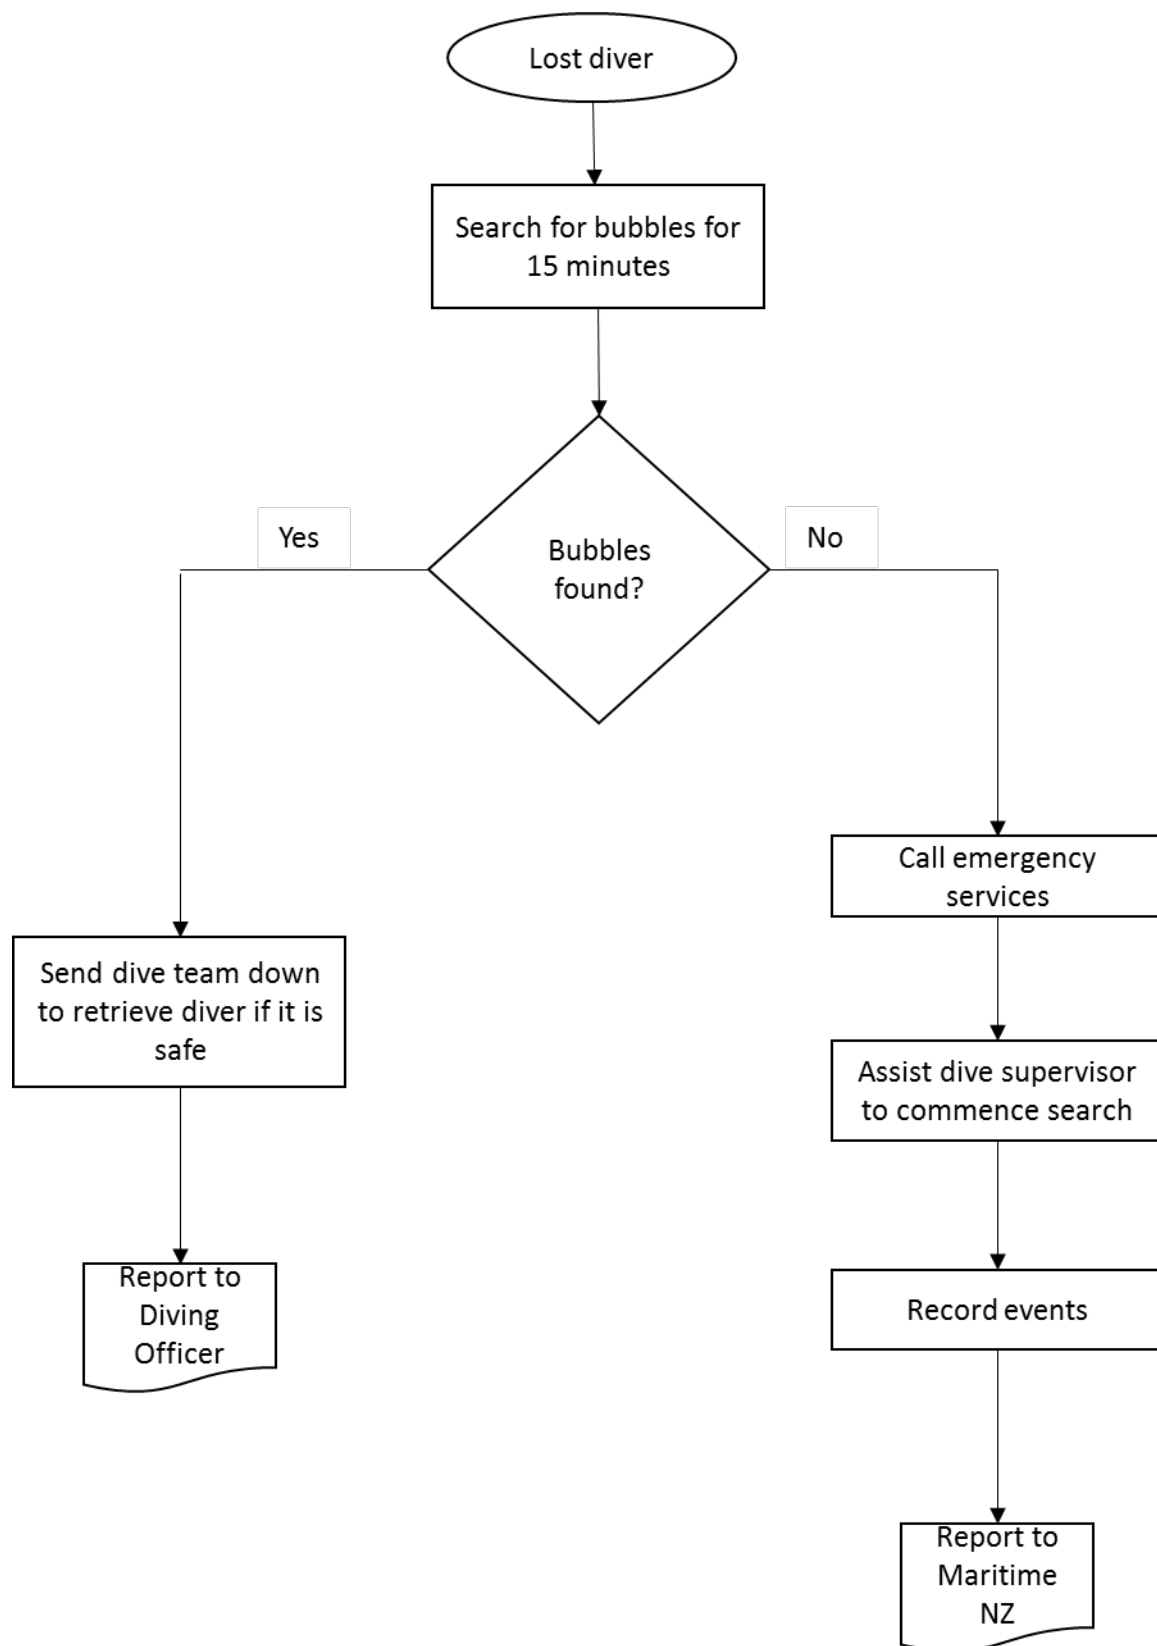 Lost diver
Search for bubbles for
15 minutes
Bubbles
found?
Yes
No
Call emergency
services
Send dive team down
to retrieve diver if it is
safe
Assist dive supervisor
to commence search
Report to
Diving
Officer
Record events
Report to
Maritime
NZ